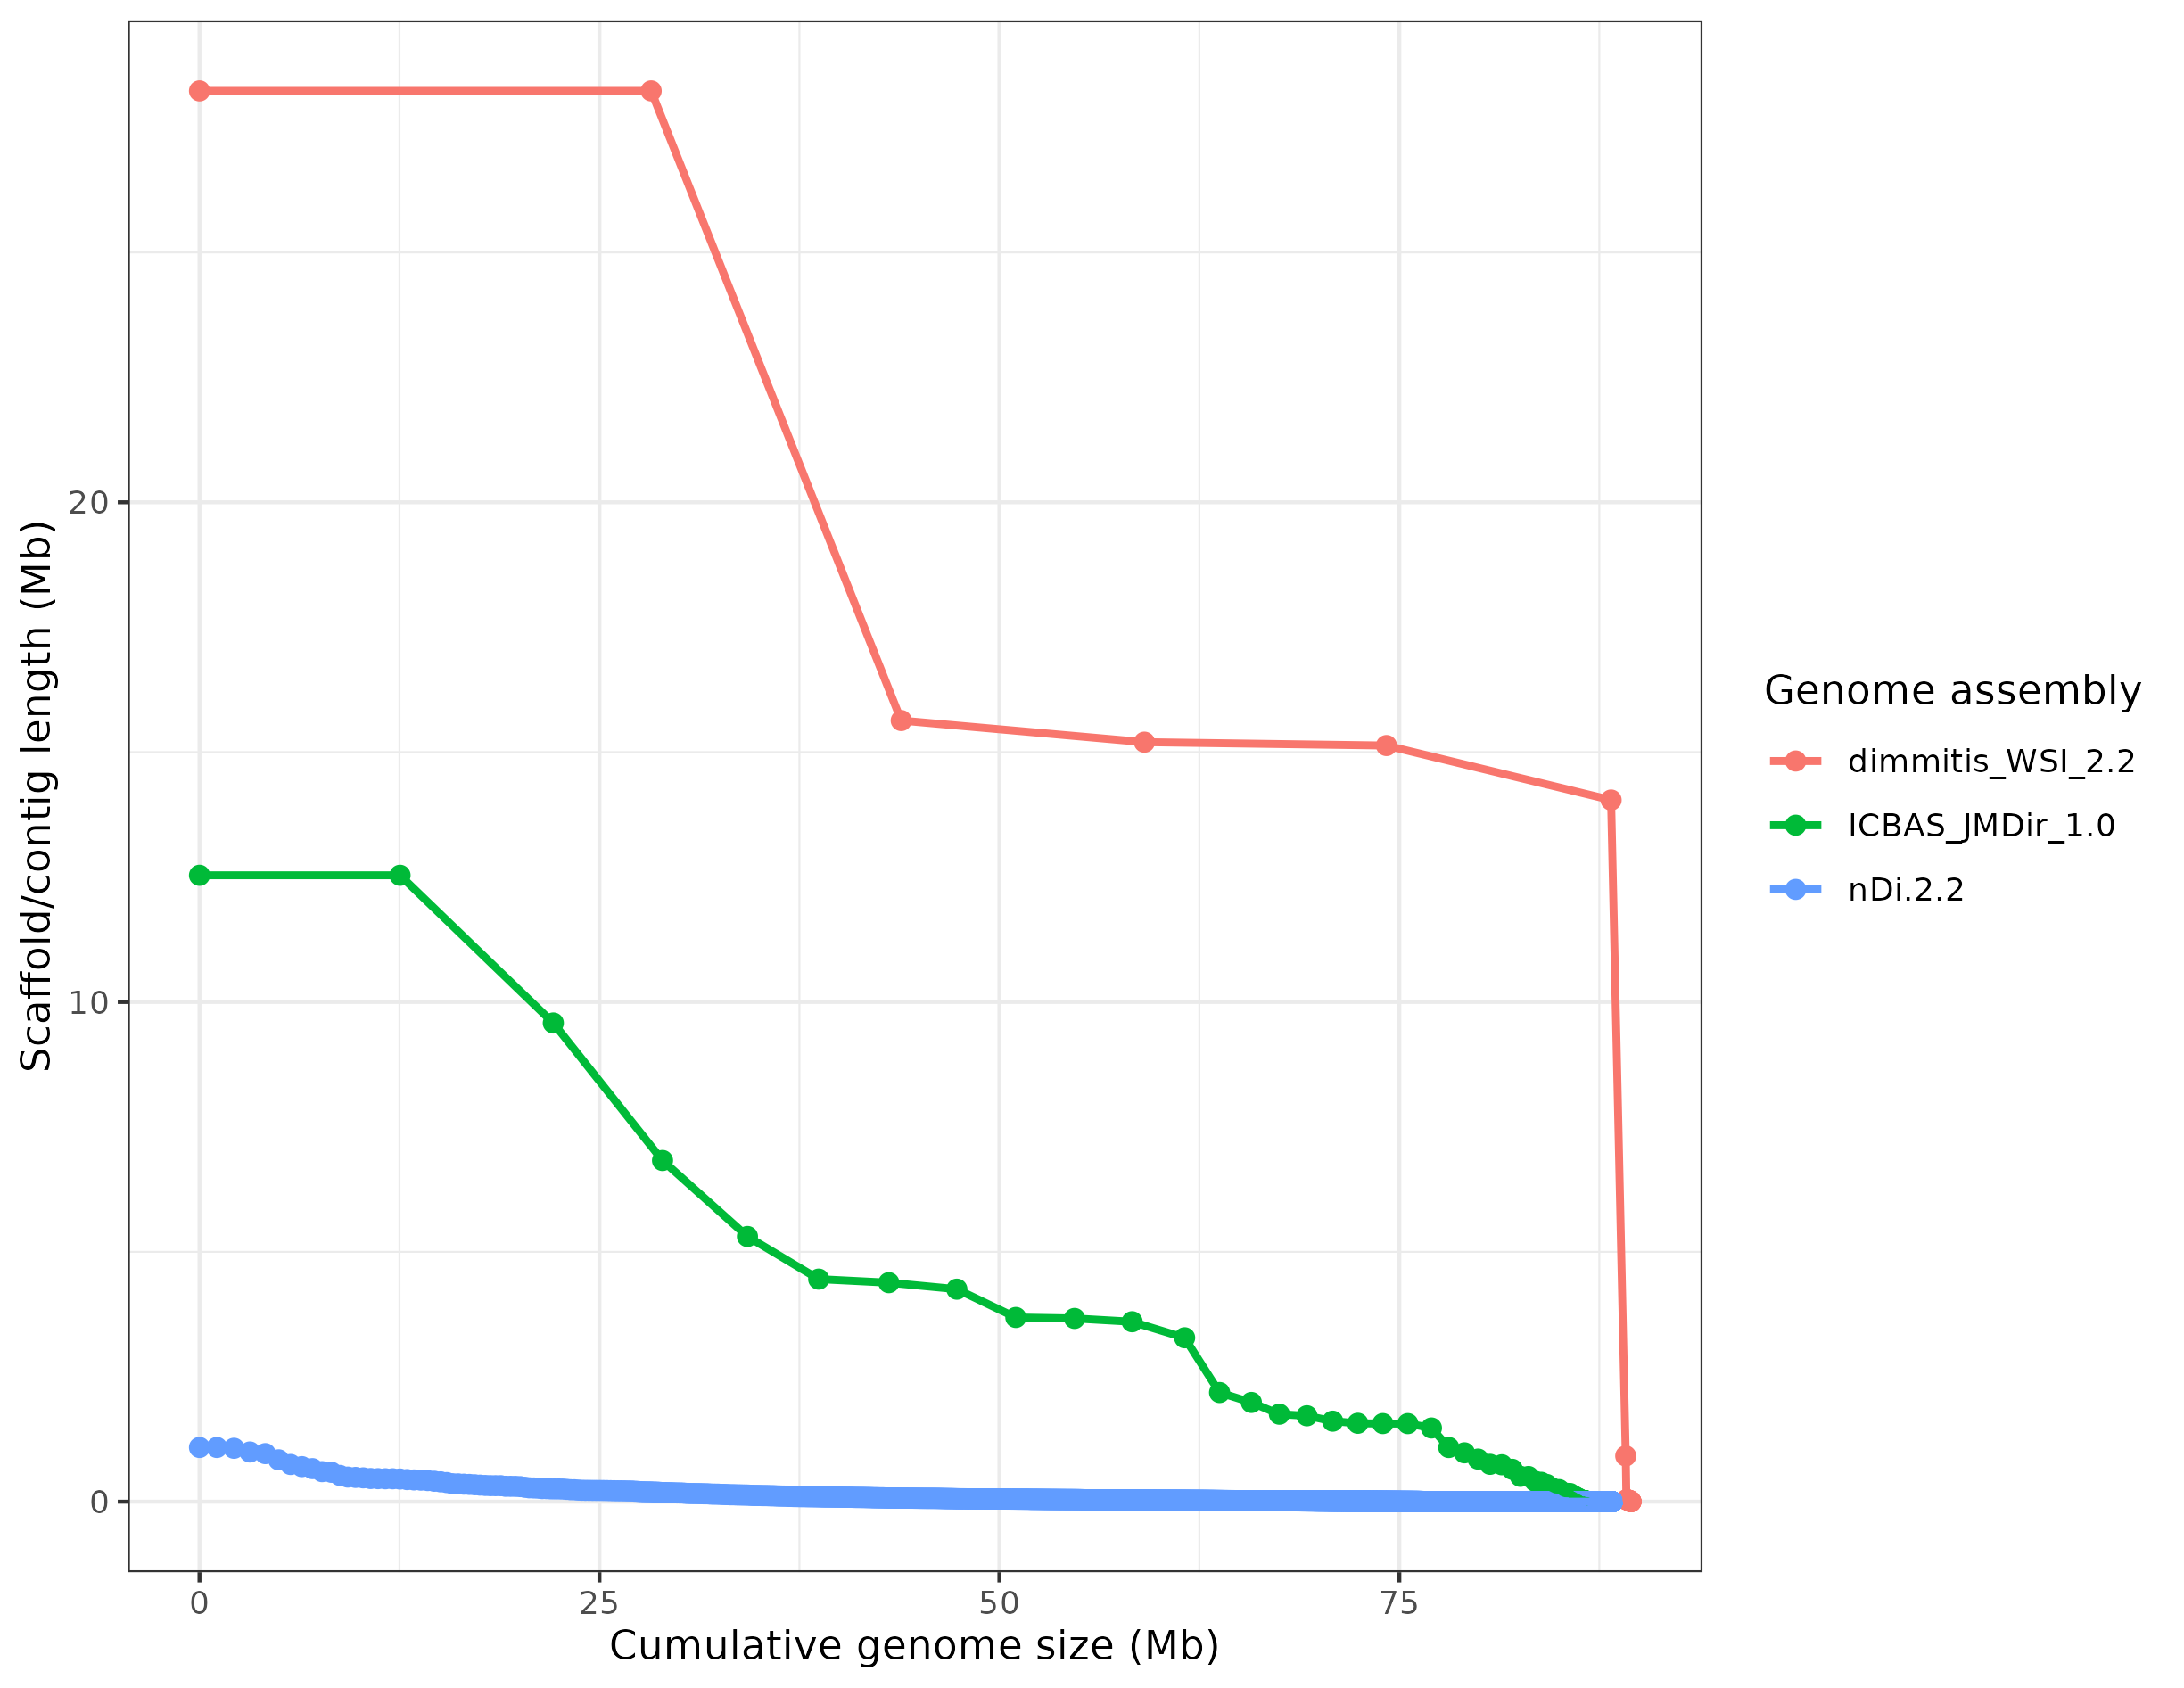 Scaffold/contig length (Mb)
20
10
0
0 25 50 75
Cumulative genome size (Mb)
Genome assembly
dimmitis_WSI_2.2
ICBAS_JMDir_1.0
nDi.2.2